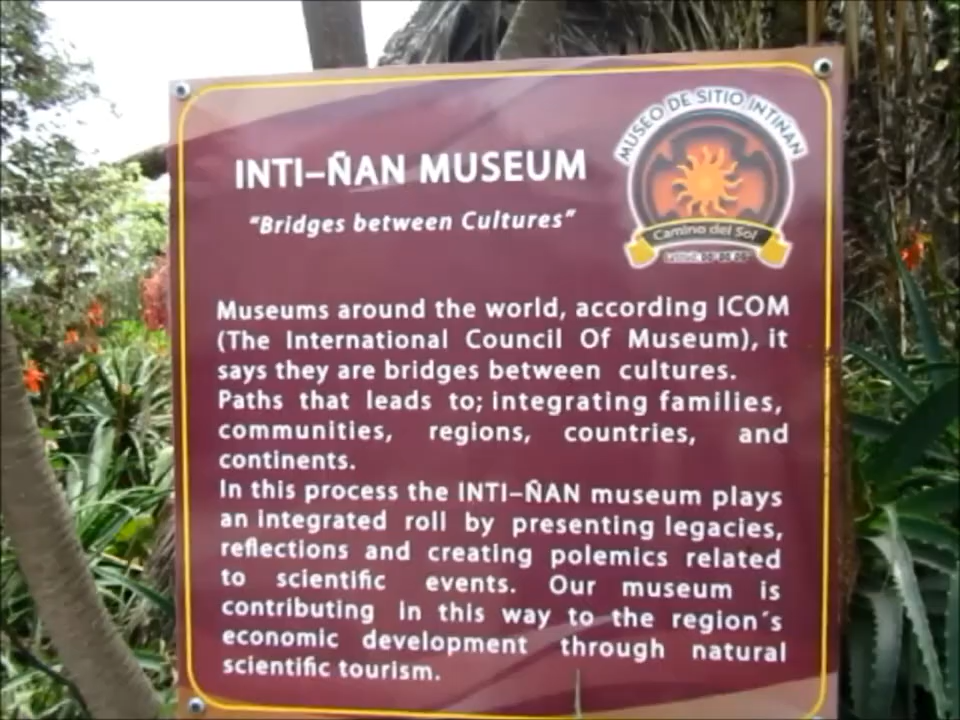 MUSEO DE SITIO INTIÑAN
INTI-ÑAN MUSEUM
"Bridges between Cultures"
Camino del Sol
Museums around the world, according ICOM
(The International Council Of Museum), it
says they are bridges between cultures.
Paths that leads to; integrating families,
communities, regions, countries, and
continents.
In this process the INTI-ÑAN museum plays
an integrated roll by presenting legacies,
reflections and creating polemics related
to scientific events. Our museum is
contributing in this way to the region´s
economic development through natural
scientific tourism.